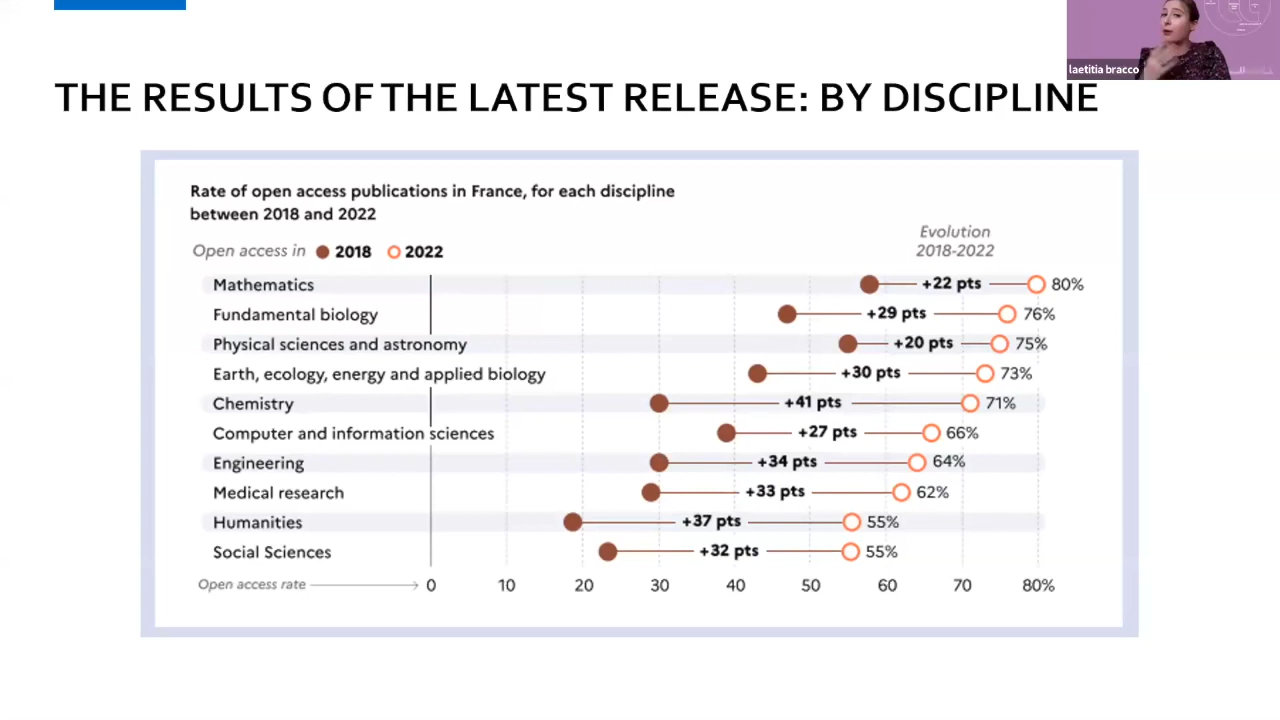 laetitia bracco
THE RESULTS OF THE LATEST RELEASE: BY DISCIPLINE
Rate of open access publications in France, for each discipline
between 2018 and 2022
Evolution
2018-2022
Open access in 2018 2022
Mathematics +22 pts 80%
Fundamental biology +29 pts 76%
Physical sciences and astronomy +20 pts 75%
Earth, ecology, energy and applied biology +30 pts 73%
Chemistry +41 pts 71%
Computer and information sciences +27 pts 66%
Engineering +34 pts 64%
Medical research +33 pts 62%
Humanities +37 pts 55%
Social Sciences +32 pts 55%
Open access rate 0 10 20 30 40 50 60 70 80%